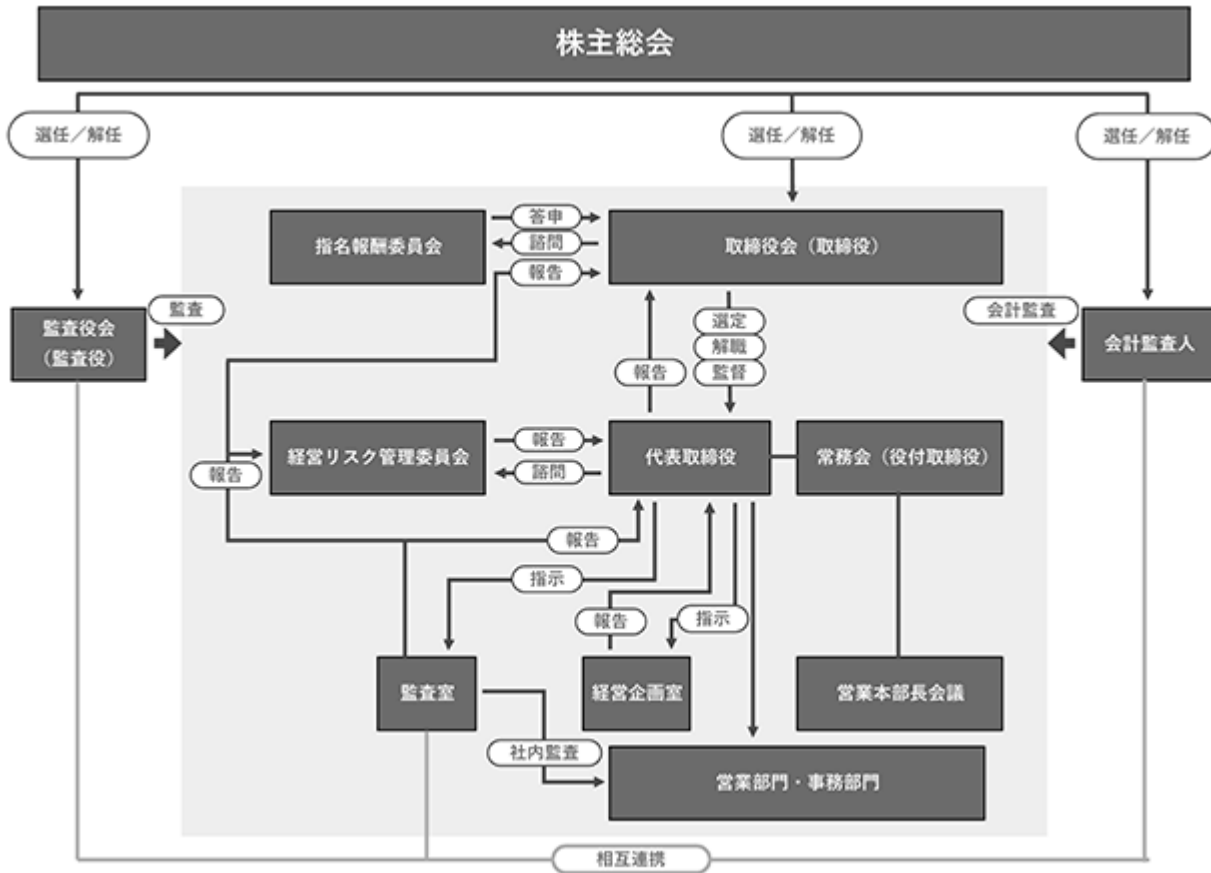 株主総会
選任／解任
選任／解任
選任／解任
指名報酬委員会
答申
諮問
報告
取締役会（取締役）
監査役会
（監査役）
監査
選定
解職
監督
報告
会計監査
会計監査人
経営リスク管理委員会
報告
諮問
代表取締役
常務会（役付取締役）
報告
報告
指示
報告
指示
監査室
経営企画室
営業本部長会議
社内監査
営業部門・事務部門
相互連携